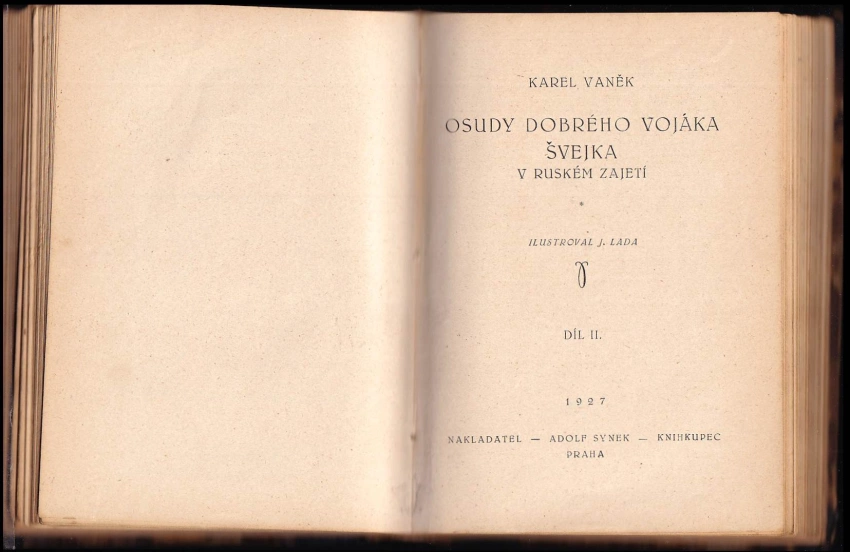 KAREL VANĚK
OSUDY DOBRÉHO VOJÁKA
ŠVEJKA
V RUSKÉM ZAJETÍ
*
ILUSTROVAL J. LADA
DÍL II.
1927
NAKLADATEL — ADOLF SYNEK — KNIHKUPEC
PRAHA